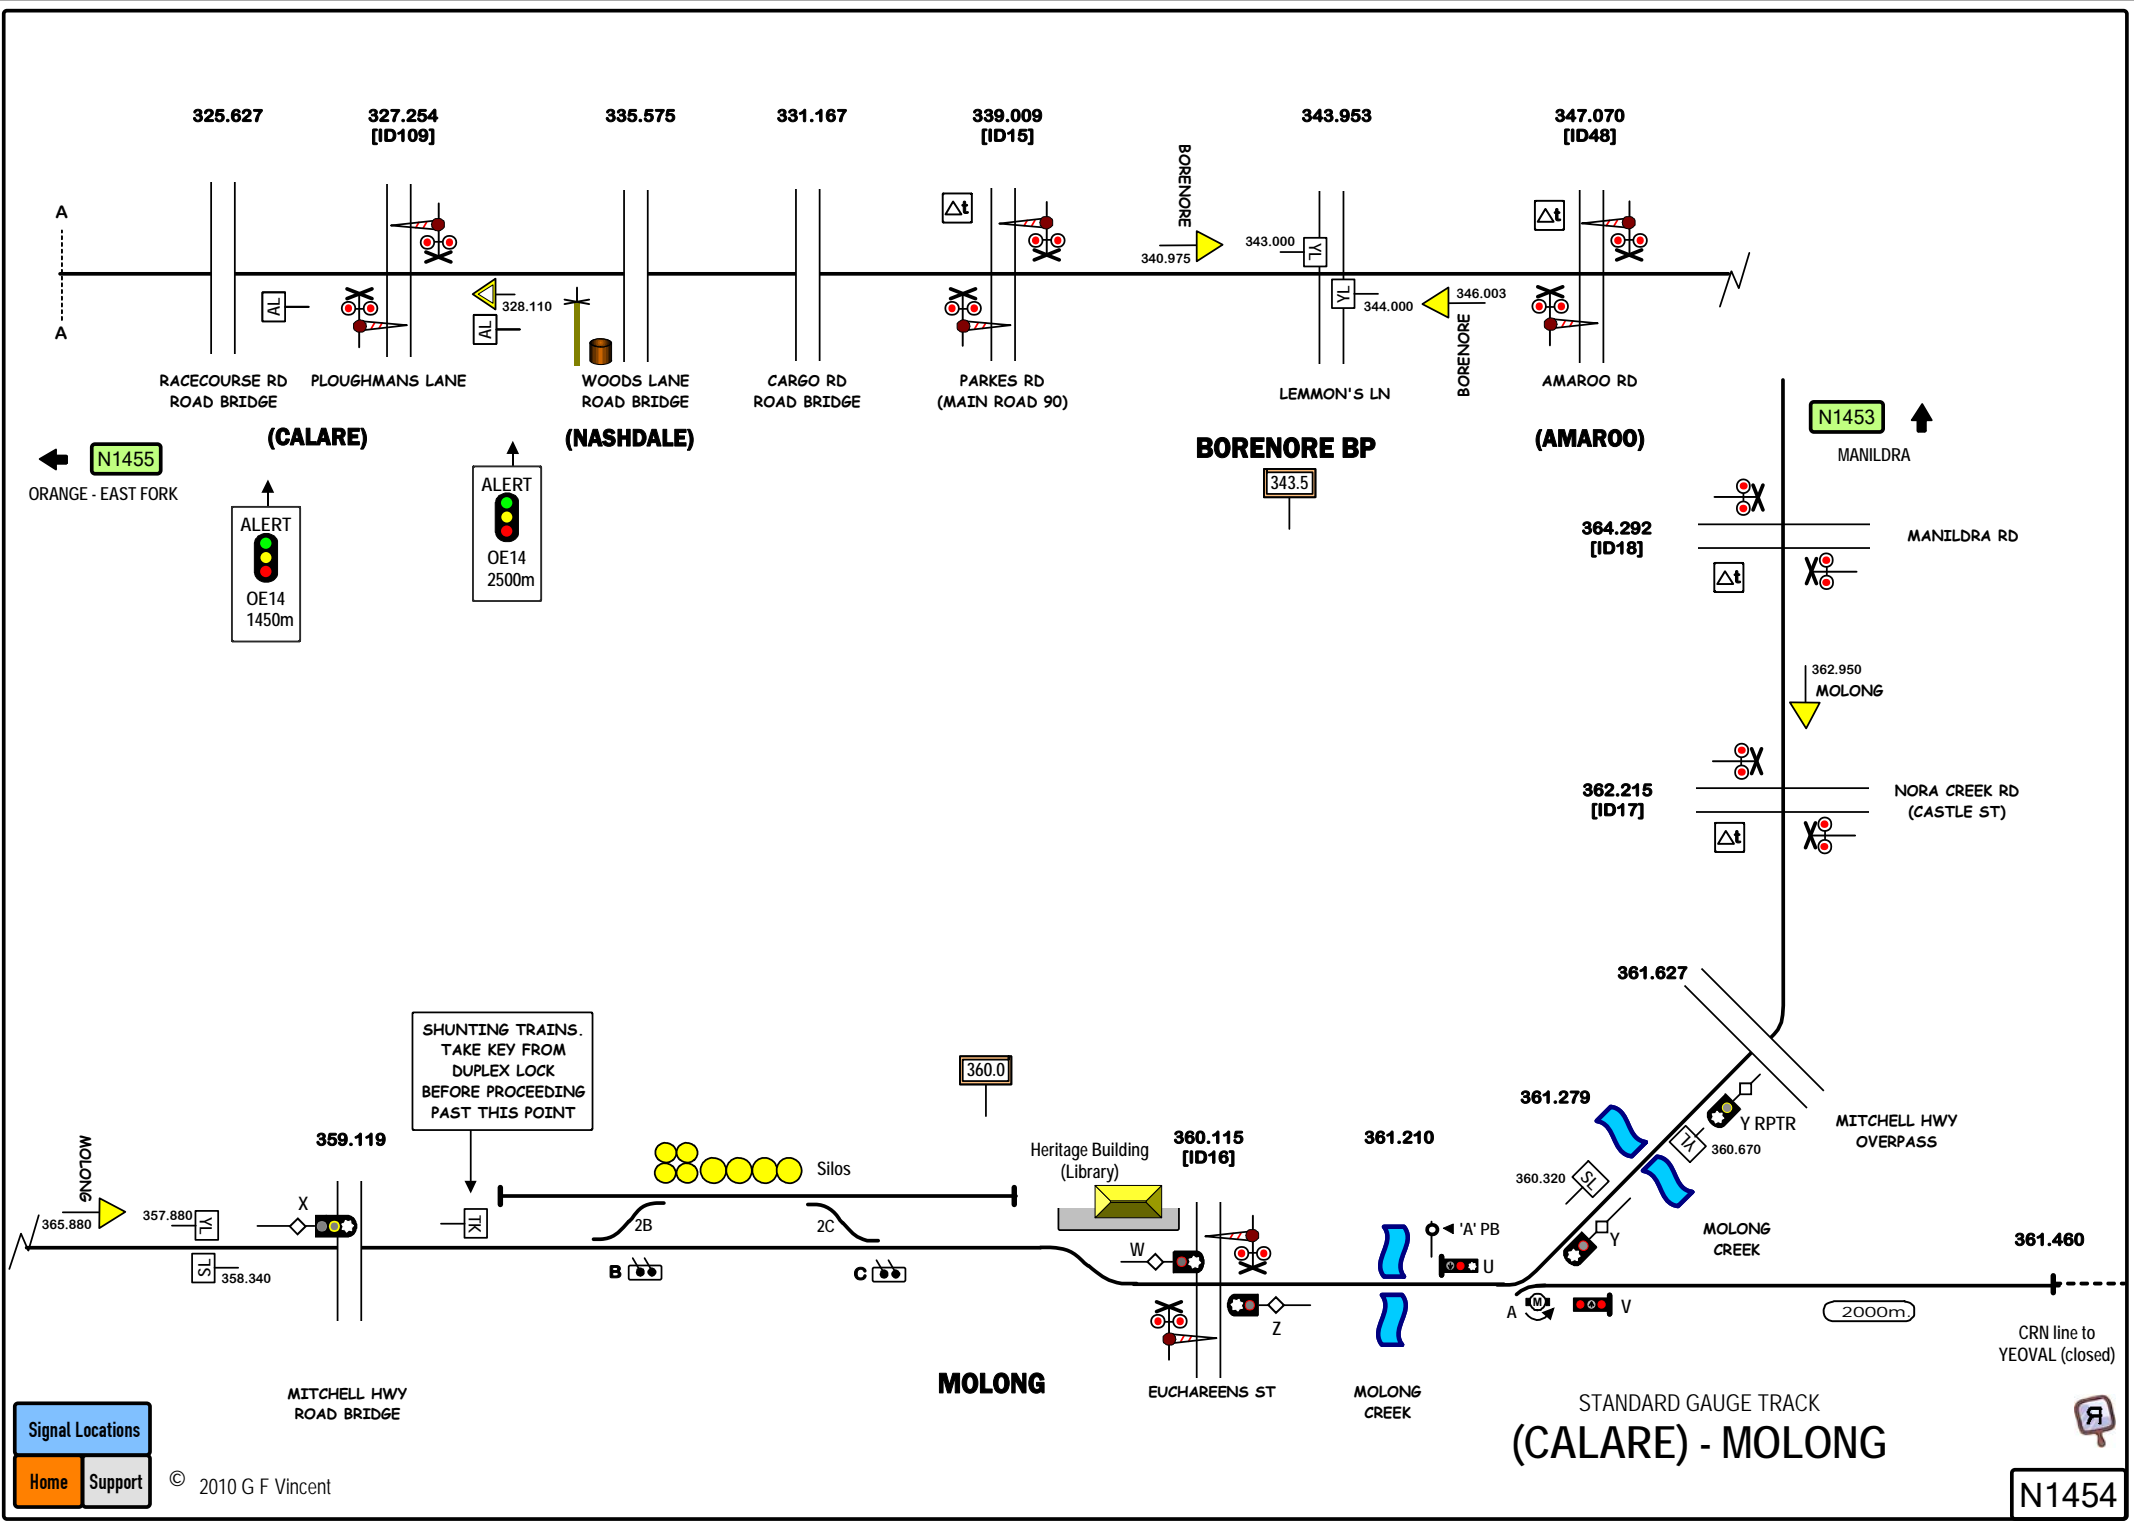 325.627
327.254
[ID109]
335.575
331.167
339.009
[ID15]
343.953
347.070
[ID48]
A
A
AL
328.110
AL
Δt
BORENORE
340.975
343.000
YL
YL
344.000
346.003
BORENORE
Δt
RACECOURSE RD
ROAD BRIDGE
PLOUGHMANS LANE
WOODS LANE
ROAD BRIDGE
CARGO RD
ROAD BRIDGE
PARKES RD
(MAIN ROAD 90)
LEMMON'S LN
AMAROO RD
(CALARE)
(NASHDALE)
BORENORE BP
(AMAROO)
343.5
N1455
ORANGE - EAST FORK
ALERT
OE14
1450m
ALERT
OE14
2500m
N1453
MANILDRA
364.292
[ID18]
MANILDRA RD
Δt
362.950
MOLONG
362.215
[ID17]
NORA CREEK RD
(CASTLE ST)
Δt
361.627
MITCHELL HWY
OVERPASS
361.279
Y RPTR
YL
360.670
360.320
SL
Y
MOLONG
CREEK
SHUNTING TRAINS.
TAKE KEY FROM
DUPLEX LOCK
BEFORE PROCEEDING
PAST THIS POINT
360.0
359.119
MOLONG
365.880
357.880
YL
SL
358.340
X
TK
Silos
2B
2C
B
C
Heritage Building
(Library)
360.115
[ID16]
361.210
W
Z
'A' PB
U
A
M
V
361.460
2000m.
CRN line to
YEOVAL (closed)
MITCHELL HWY
ROAD BRIDGE
MOLONG
EUCHAREENS ST
MOLONG
CREEK
STANDARD GAUGE TRACK
(CALARE) - MOLONG
Signal Locations
Home
Support
© 2010 G F Vincent
R
N1454